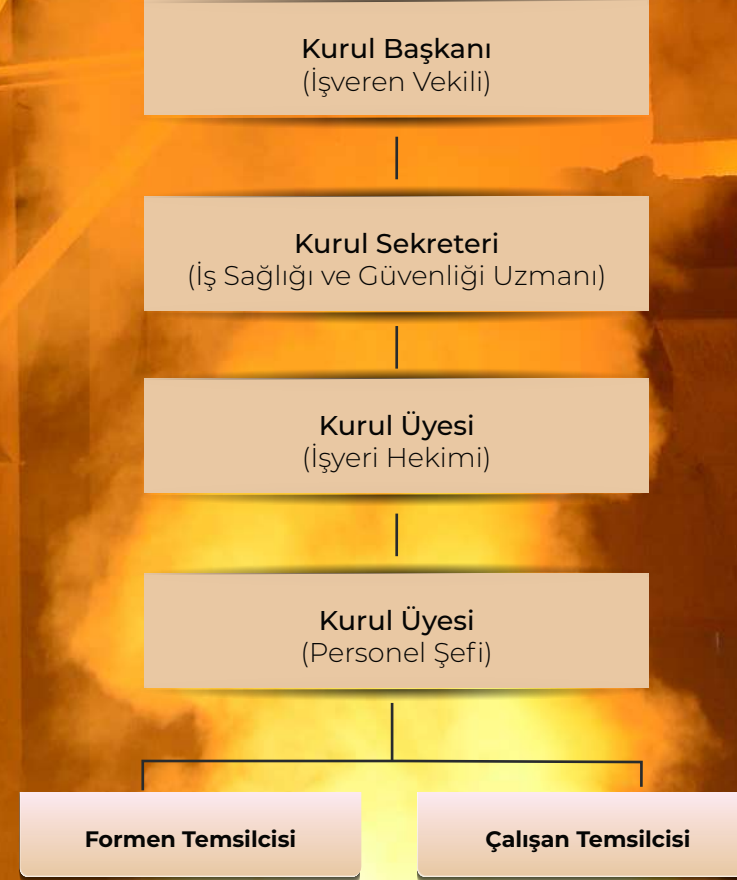 Kurul Başkanı
(İşveren Vekili)
Kurul Sekreteri
(İş Sağlığı ve Güvenliği Uzmanı)
Kurul Üyesi
(İşyeri Hekimi)
Kurul Üyesi
(Personel Şefi)
Formen Temsilcisi
Çalışan Temsilcisi